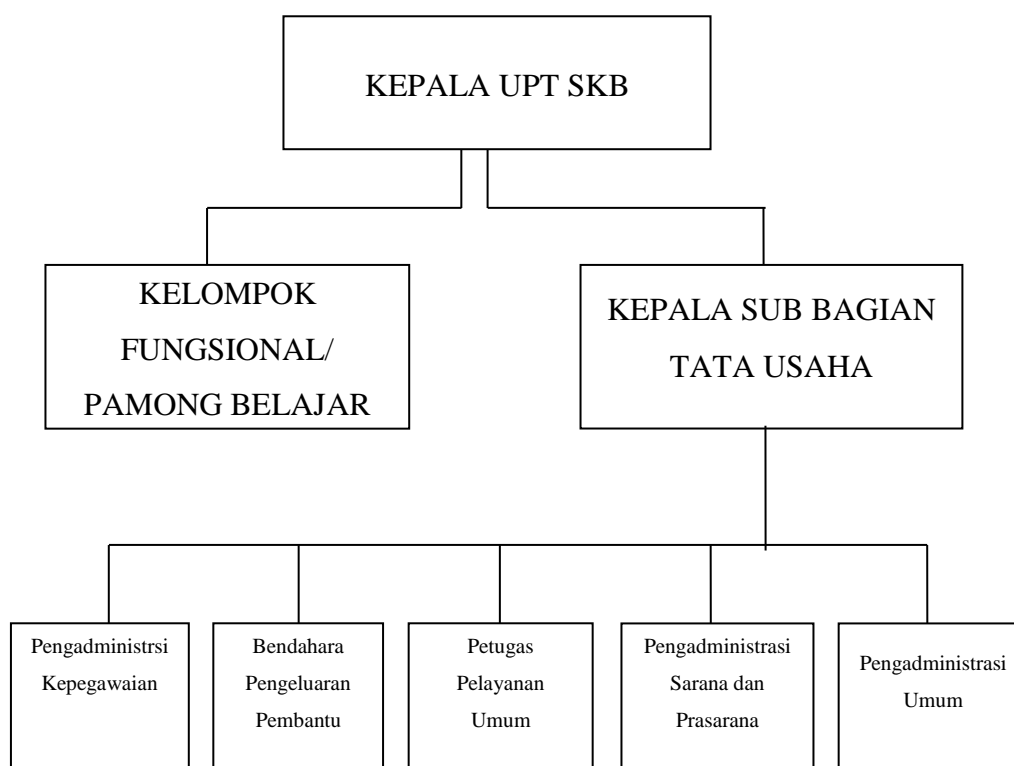 KEPALA UPT SKB
KELOMPOK
FUNGSIONAL/
PAMONG BELAJAR
KEPALA SUB BAGIAN
TATA USAHA
Pengadministrsi
Kepegawaian
Bendahara
Pengeluaran
Pembantu
Petugas
Pelayanan
Umum
Pengadministrasi
Sarana dan
Prasarana
Pengadministrasi
Umum